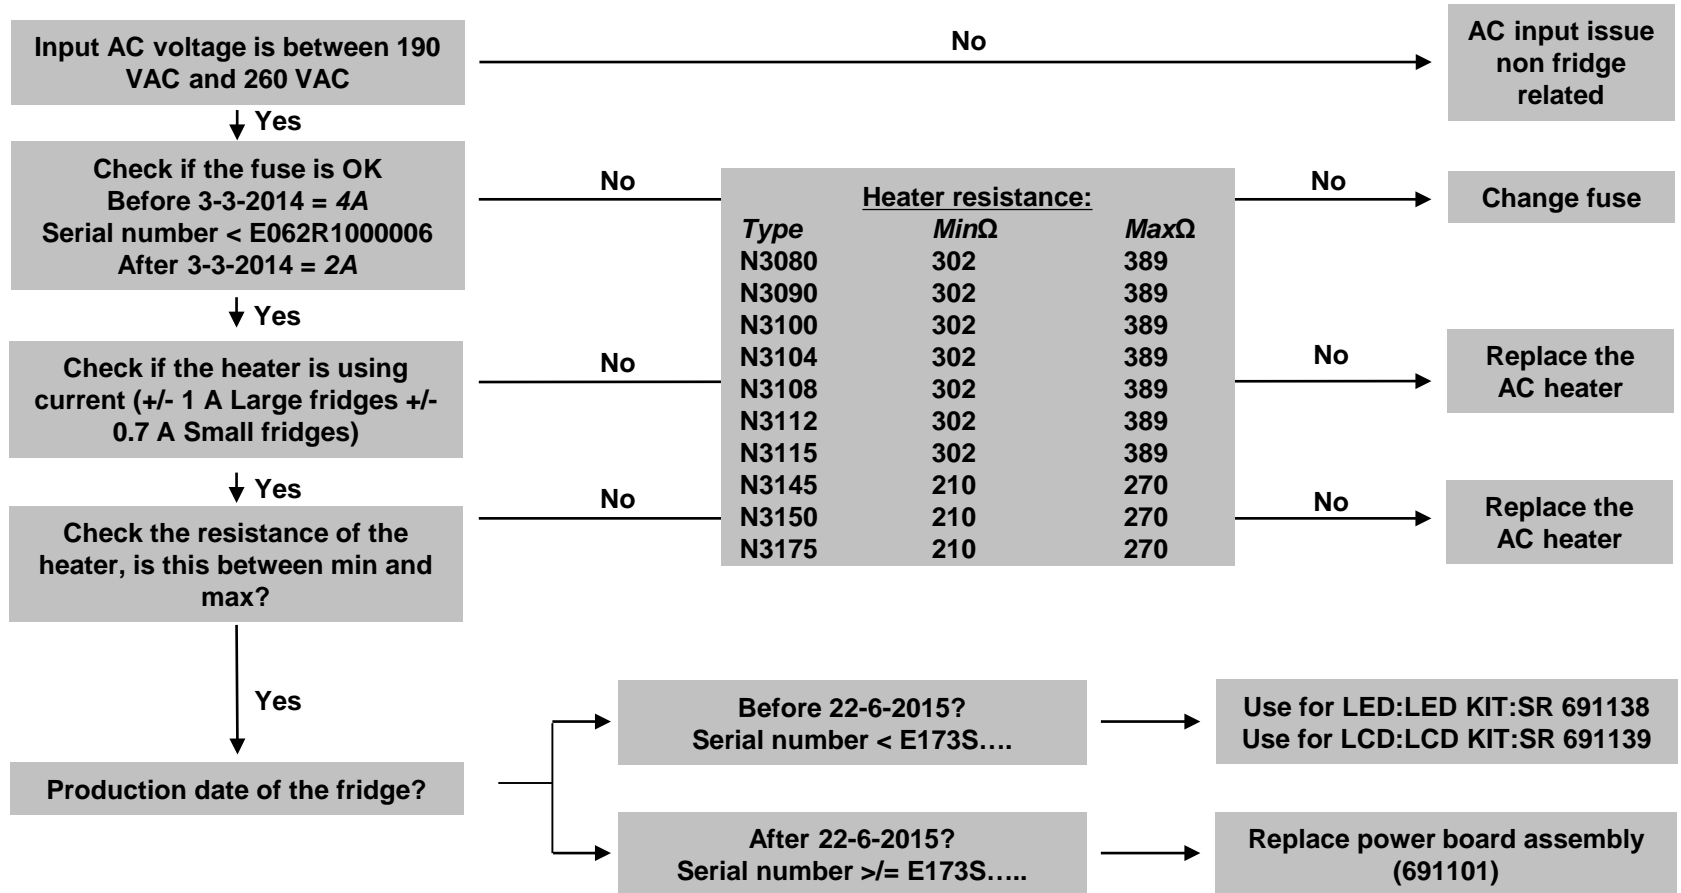 Input AC voltage is between 190
VAC and 260 VAC
No
AC input issue
non fridge
related
Yes
Check if the fuse is OK
Before 3-3-2014 = 4A
Serial number < E062R1000006
After 3-3-2014 = 2A
No
Heater resistance:
Type MinΩ MaxΩ
N3080 302 389
N3090 302 389
N3100 302 389
N3104 302 389
N3108 302 389
N3112 302 389
N3115 302 389
N3145 210 270
N3150 210 270
N3175 210 270
No
Change fuse
Yes
Check if the heater is using
current (+/- 1 A Large fridges +/-
0.7 A Small fridges)
No
No
Replace the
AC heater
Yes
Check the resistance of the
heater, is this between min and
max?
No
No
Replace the
AC heater
Yes
Production date of the fridge?
Before 22-6-2015?
Serial number < E173S….
Use for LED:LED KIT:SR 691138
Use for LCD:LCD KIT:SR 691139
After 22-6-2015?
Serial number >/= E173S…..
Replace power board assembly
(691101)